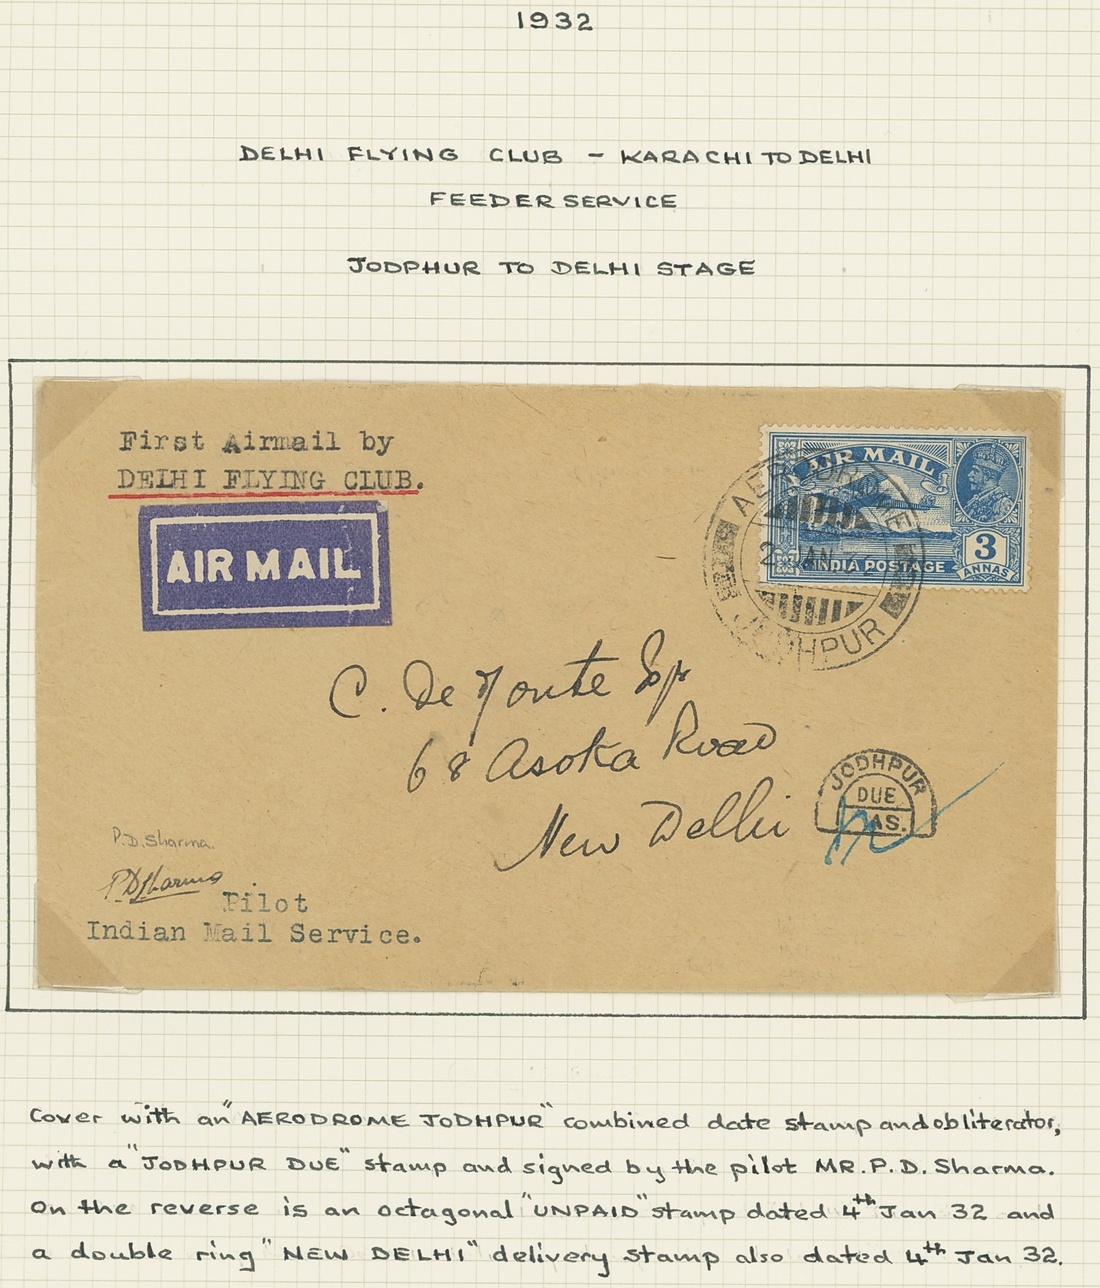 1932
DELHI FLYING CLUB - KARACHI TO DELHI
FEEDER SERVICE
JODPHUR TO DELHI STAGE
First Airmail by
DELHI FLYING CLUB.
AIR MAIL
AIR MAIL
3
ANNAS
INDIA POSTAGE
AERODROME
JAN
JODHPUR
C. De
68 Asoka Road
New Delhi
JODHPUR
DUE
AS.
P.D. Sharma.
P.D Sharma
Pilot
Indian Mail Service.
Cover with an "AERODROME JODHPUR" combined date stamp and obliterator,
with a "JODHPUR DUE" stamp and signed by the pilot MR. P. D. Sharma.
On the reverse is an octagonal "UNPAID" stamp dated 4th Jan 32 and
a double ring "NEW DELHI" delivery stamp also dated 4th Jan 32.